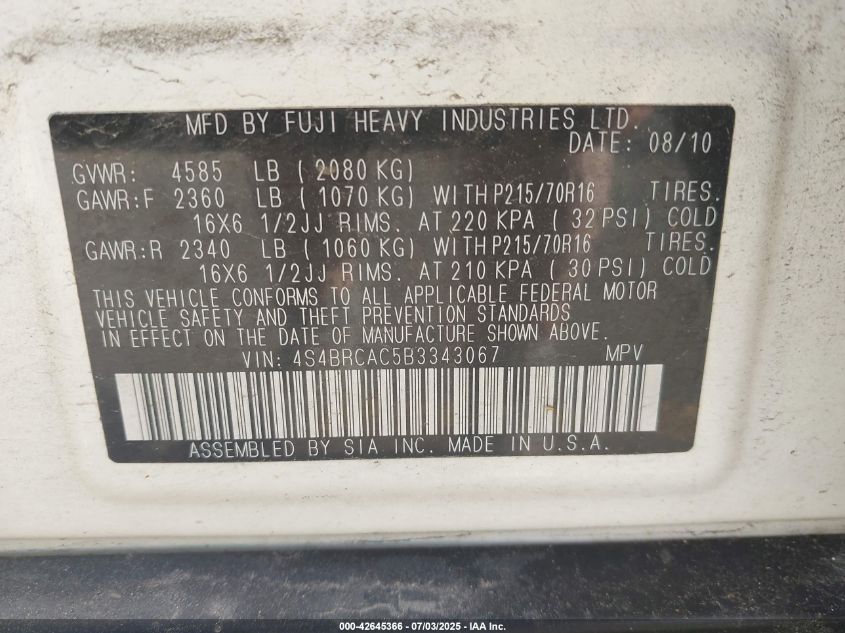 MFD BY FUJI HEAVY INDUSTRIES LTD.
DATE: 08/10
GVWR: 4585 LB ( 2080 KG)
GAWR:F 2360 LB ( 1070 KG) WITH P215/70R16 TIRES.
16X6 1/2JJ RIMS. AT 220 KPA ( 32 PSI) COLD
GAWR:R 2340 LB ( 1060 KG) WITH P215/70R16 TIRES.
16X6 1/2JJ RIMS. AT 210 KPA ( 30 PSI) COLD
THIS VEHICLE CONFORMS TO ALL APPLICABLE FEDERAL MOTOR
VEHICLE SAFETY AND THEFT PREVENTION STANDARDS
IN EFFECT ON THE DATE OF MANUFACTURE SHOWN ABOVE.
VIN: 4S4BRCAC5B3343067 MPV
ASSEMBLED BY SIA INC. MADE IN U.S.A.
000-42645366 - 07/03/2025 - IAA Inc.